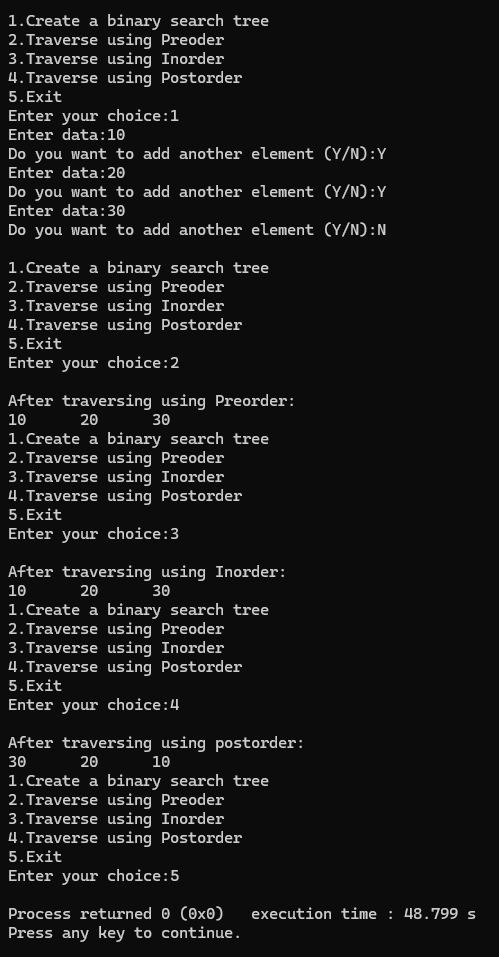 1.Create a binary search tree
2.Traverse using Preoder
3.Traverse using Inorder
4.Traverse using Postorder
5.Exit
Enter your choice:1
Enter data:10
Do you want to add another element (Y/N):Y
Enter data:20
Do you want to add another element (Y/N):Y
Enter data:30
Do you want to add another element (Y/N):N

1.Create a binary search tree
2.Traverse using Preoder
3.Traverse using Inorder
4.Traverse using Postorder
5.Exit
Enter your choice:2

After traversing using Preorder:
10      20      30
1.Create a binary search tree
2.Traverse using Preoder
3.Traverse using Inorder
4.Traverse using Postorder
5.Exit
Enter your choice:3

After traversing using Inorder:
10      20      30
1.Create a binary search tree
2.Traverse using Preoder
3.Traverse using Inorder
4.Traverse using Postorder
5.Exit
Enter your choice:4

After traversing using postorder:
30      20      10
1.Create a binary search tree
2.Traverse using Preoder
3.Traverse using Inorder
4.Traverse using Postorder
5.Exit
Enter your choice:5

Process returned 0 (0x0)   execution time : 48.799 s
Press any key to continue.